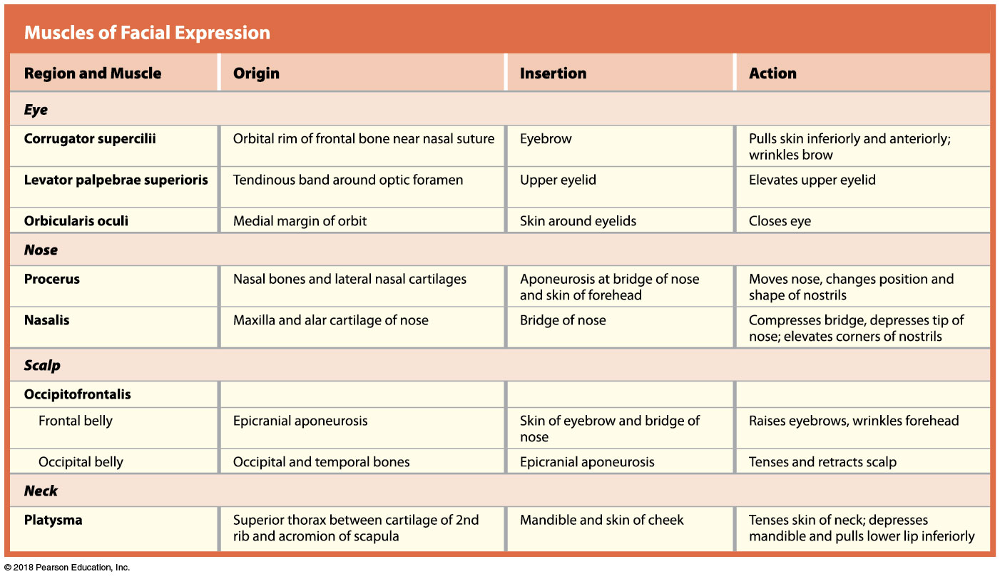 Muscles of Facial Expression
Region and Muscle Origin Insertion Action
Eye
Corrugator supercilii Orbital rim of frontal bone near nasal suture Eyebrow Pulls skin inferiorly and anteriorly;
wrinkles brow
Levator palpebrae superioris Tendinous band around optic foramen Upper eyelid Elevates upper eyelid
Orbicularis oculi Medial margin of orbit Skin around eyelids Closes eye
Nose
Procerus Nasal bones and lateral nasal cartilages Aponeurosis at bridge of nose Moves nose, changes position and
and skin of forehead shape of nostrils
Nasalis Maxilla and alar cartilage of nose Bridge of nose Compresses bridge, depresses tip of
nose; elevates corners of nostrils
Scalp
Occipitofrontalis
Frontal belly Epicranial aponeurosis Skin of eyebrow and bridge of Raises eyebrows, wrinkles forehead
nose
Occipital belly Occipital and temporal bones Epicranial aponeurosis Tenses and retracts scalp
Neck
Platysma Superior thorax between cartilage of 2nd Mandible and skin of cheek Tenses skin of neck; depresses
rib and acromion of scapula mandible and pulls lower lip inferiorly
© 2018 Pearson Education, Inc.